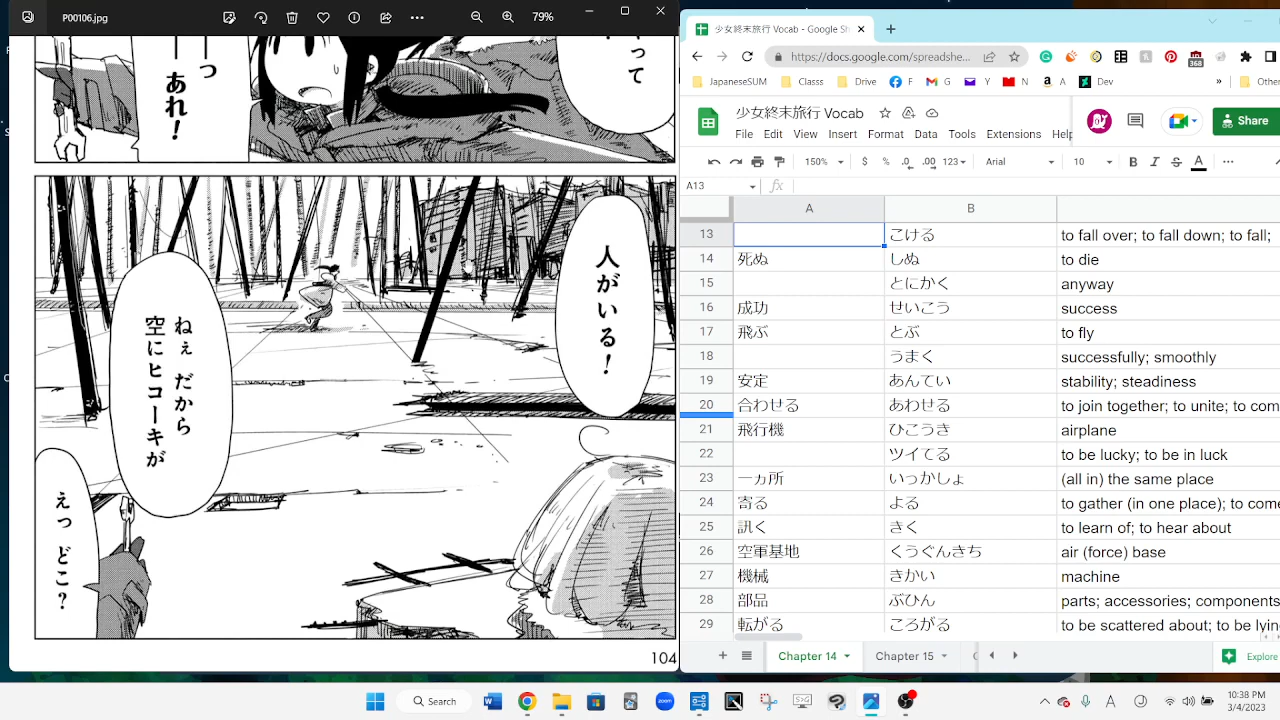 P00106.jpg
79%
って
ーっ
ー あれ！
人がいる！
ねぇ だから
空にヒコーキが
えっ どこ？
104
少女終末旅行 Vocab - Google Sh
https://docs.google.com/spreadshe...
368
JapaneseSUM
Classs
Drive
F
G
N
A
Dev
»
Other
少女終末旅行 Vocab
File Edit View Insert Format Data Tools Extensions Help
Share
150% $ % .0 .00 123 Arial 10 B I S A
A13
fx
A B
13 こける to fall over; to fall down; to fall;
14 死ぬ しぬ to die
15 とにかく anyway
16 成功 せいこう success
17 飛ぶ とぶ to fly
18 うまく successfully; smoothly
19 安定 あんてい stability; steadiness
20 合わせる あわせる to join together; to unite; to com
21 飛行機 ひこうき airplane
22 ツイてる to be lucky; to be in luck
23 一ヵ所 いっかしょ (all in) the same place
24 寄る よる to gather (in one place); to come
25 訊く きく to learn of; to hear about
26 空軍基地 くうぐんきち air (force) base
27 機械 きかい machine
28 部品 ぶひん parts; accessories; components
29 転がる ころがる to be scattered about; to be lying
Chapter 14
Chapter 15
Explore
Search
zoom
A
10:38 PM
3/4/2023